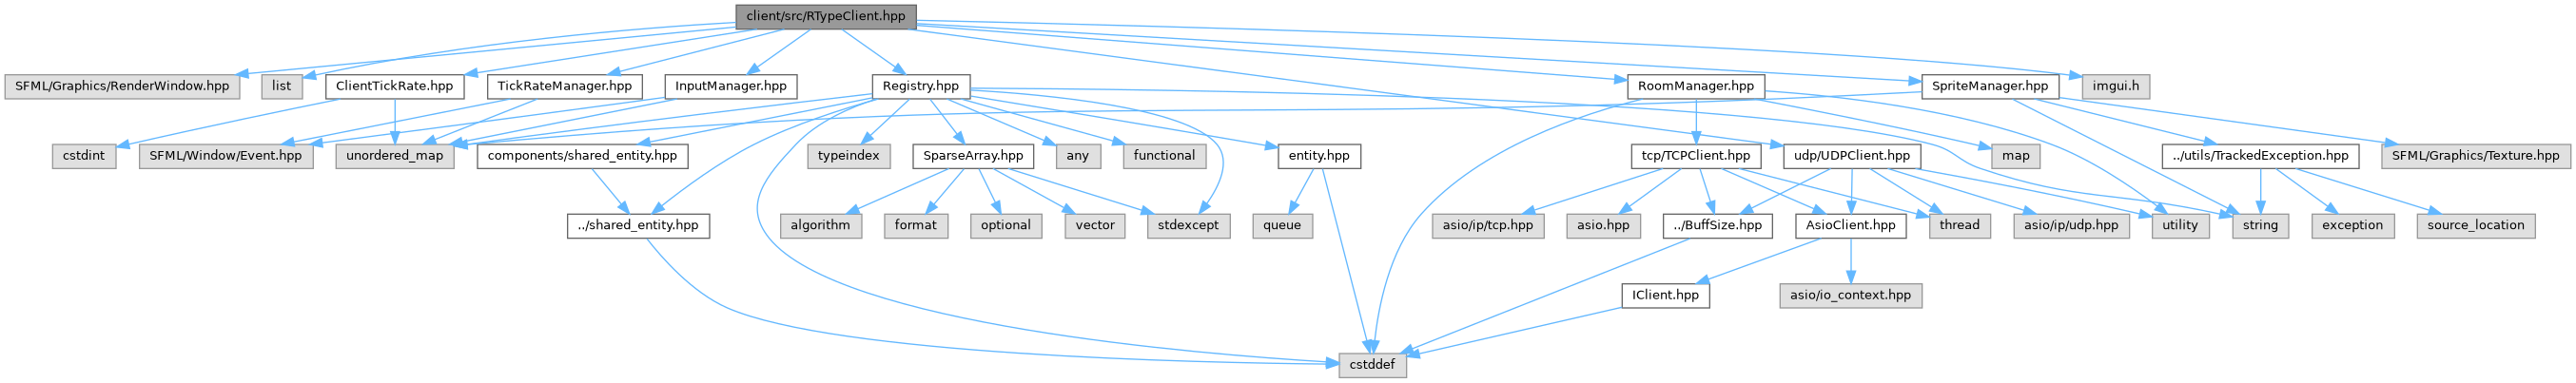 client/src/RTypeClient.hpp
SFML/Graphics/RenderWindow.hpp
list
ClientTickRate.hpp
TickRateManager.hpp
InputManager.hpp
Registry.hpp
RoomManager.hpp
SpriteManager.hpp
imgui.h
cstdint
SFML/Window/Event.hpp
unordered_map
components/shared_entity.hpp
typeindex
SparseArray.hpp
any
functional
entity.hpp
tcp/TCPClient.hpp
udp/UDPClient.hpp
map
../utils/TrackedException.hpp
SFML/Graphics/Texture.hpp
../shared_entity.hpp
algorithm
format
optional
vector
stdexcept
queue
asio/ip/tcp.hpp
asio.hpp
../BuffSize.hpp
AsioClient.hpp
thread
asio/ip/udp.hpp
utility
string
exception
source_location
IClient.hpp
asio/io_context.hpp
cstddef